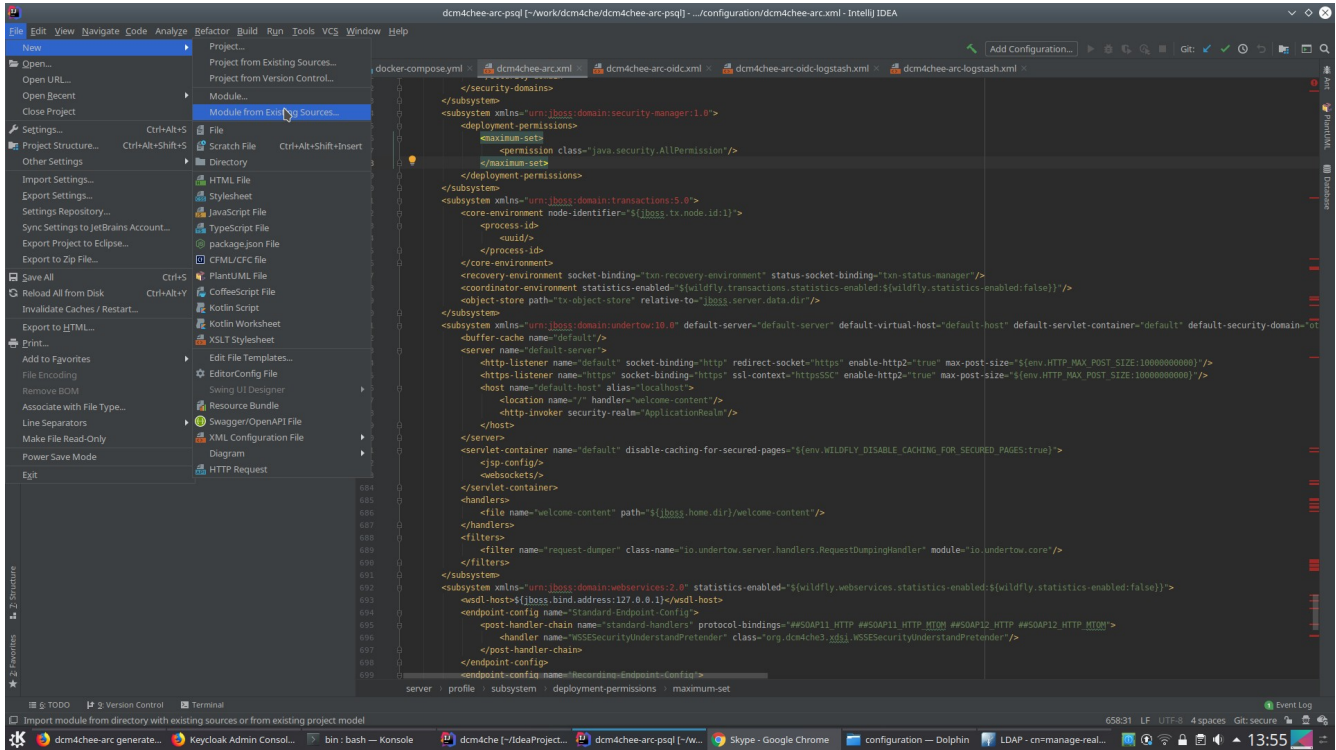 dcm4chee-arc-psql [~/work/dcm4che/dcm4chee-arc-psql] - .../configuration/dcm4chee-arc.xml - IntelliJ IDEA
File Edit View Navigate Code Analyze Refactor Build Run Tools VCS Window Help
New
Open...
Open URL...
Open Recent
Close Project
Settings... Ctrl+Alt+S
Project Structure... Ctrl+Alt+Shift+S
Other Settings
Import Settings...
Export Settings...
Settings Repository...
Sync Settings to JetBrains Account...
Export Project to Eclipse...
Export to Zip File...
Save All Ctrl+S
Reload All from Disk Ctrl+Alt+Y
Invalidate Caches / Restart...
Export to HTML...
Print...
Add to Favorites
File Encoding
Remove BOM
Associate with File Type...
Line Separators
Make File Read-Only
Power Save Mode
Exit
Project...
Project from Existing Sources...
Project from Version Control...
Module...
Module from Existing Sources...
File
Scratch File Ctrl+Alt+Shift+Insert
Directory
HTML File
Stylesheet
JavaScript File
TypeScript File
package.json File
CFML/CFC file
PlantUML File
CoffeeScript File
Kotlin Script
Kotlin Worksheet
XSLT Stylesheet
Edit File Templates...
EditorConfig File
Swing UI Designer
Resource Bundle
Swagger/OpenAPI File
XML Configuration File
Diagram
HTTP Request
Add Configuration... Git:
docker-compose.yml dcm4chee-arc.xml dcm4chee-arc-oidc.xml dcm4chee-arc-oidc-logstash.xml dcm4chee-arc-logstash.xml
</security-domains>
</subsystem>
<subsystem xmlns="urn:jboss:domain:security-manager:1.0">
<deployment-permissions>
<maximum-set>
<permission class="java.security.AllPermission"/>
</maximum-set>
</deployment-permissions>
</subsystem>
<subsystem xmlns="urn:jboss:domain:transactions:5.0">
<core-environment node-identifier="${jboss.tx.node.id:1}">
<process-id>
<uuid/>
</process-id>
</core-environment>
<recovery-environment socket-binding="txn-recovery-environment" status-socket-binding="txn-status-manager"/>
<coordinator-environment statistics-enabled="${wildfly.transactions.statistics-enabled:${wildfly.statistics-enabled:false}}"/>
<object-store path="tx-object-store" relative-to="jboss.server.data.dir"/>
</subsystem>
<subsystem xmlns="urn:jboss:domain:undertow:10.0" default-server="default-server" default-virtual-host="default-host" default-servlet-container="default" default-security-domain="ot
<buffer-cache name="default"/>
<server name="default-server">
<http-listener name="default" socket-binding="http" redirect-socket="https" enable-http2="true" max-post-size="${env.HTTP_MAX_POST_SIZE:10000000000}"/>
<https-listener name="https" socket-binding="https" ssl-context="httpsSSC" enable-http2="true" max-post-size="${env.HTTP_MAX_POST_SIZE:10000000000}"/>
<host name="default-host" alias="localhost">
<location name="/" handler="welcome-content"/>
<http-invoker security-realm="ApplicationRealm"/>
</host>
</server>
<servlet-container name="default" disable-caching-for-secured-pages="${env.WILDFLY_DISABLE_CACHING_FOR_SECURED_PAGES:true}">
<jsp-config/>
<websockets/>
684 </servlet-container>
685 <handlers>
686 <file name="welcome-content" path="${jboss.home.dir}/welcome-content"/>
687 </handlers>
688 <filters>
689 <filter name="request-dumper" class-name="io.undertow.server.handlers.RequestDumpingHandler" module="io.undertow.core"/>
690 </filters>
691 </subsystem>
692 <subsystem xmlns="urn:jboss:domain:webservices:2.0" statistics-enabled="${wildfly.webservices.statistics-enabled:${wildfly.statistics-enabled:false}}">
693 <wsdl-host>${jboss.bind.address:127.0.0.1}</wsdl-host>
694 <endpoint-config name="Standard-Endpoint-Config">
695 <post-handler-chain name="standard-handlers" protocol-bindings="##SOAP11_HTTP ##SOAP11_HTTP_MTOM ##SOAP12_HTTP ##SOAP12_HTTP_MTOM">
696 <handler name="WSSESecurityUnderstandPretender" class="org.dcm4che3.xdsi.WSSESecurityUnderstandPretender"/>
697 </post-handler-chain>
698 </endpoint-config>
699 <endpoint-config name="Recording-Endpoint-Config">
server profile subsystem deployment-permissions maximum-set
Ant
PlantUML
Database
Z: Structure
2: Favorites
6: TODO 9: Version Control Terminal 1 Event Log
Import module from directory with existing sources or from existing project model 658:31 LF UTF-8 4 spaces Git: secure
dcm4chee-arc generate... Keycloak Admin Consol... bin : bash — Konsole dcm4che [~/IdeaProject... dcm4chee-arc-psql [~/w... Skype - Google Chrome configuration — Dolphin LDAP - cn=manage-real... 13:55